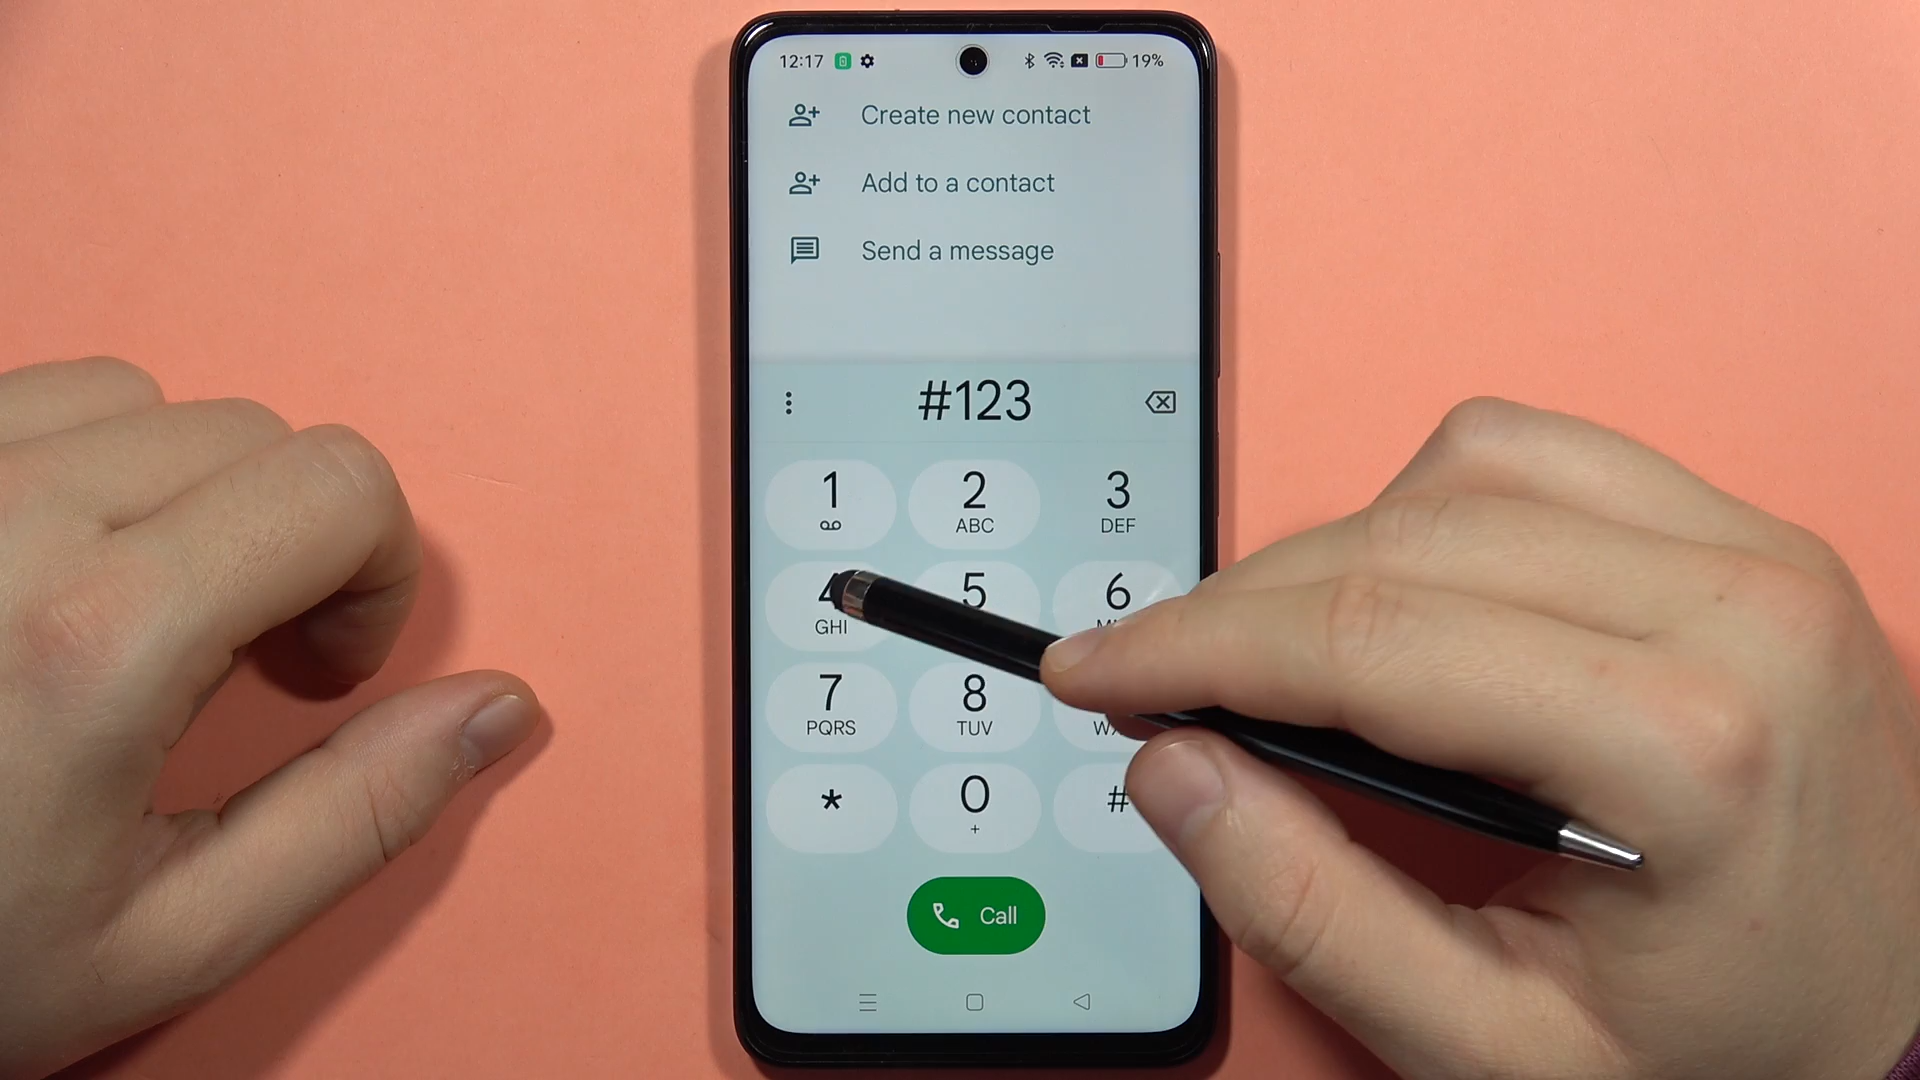 12:17 19%
Create new contact
Add to a contact
Send a message
#123
1 2 3
ABC DEF
4 5 6
GHI
7 8
PQRS TUV
* 0 #
+
Call